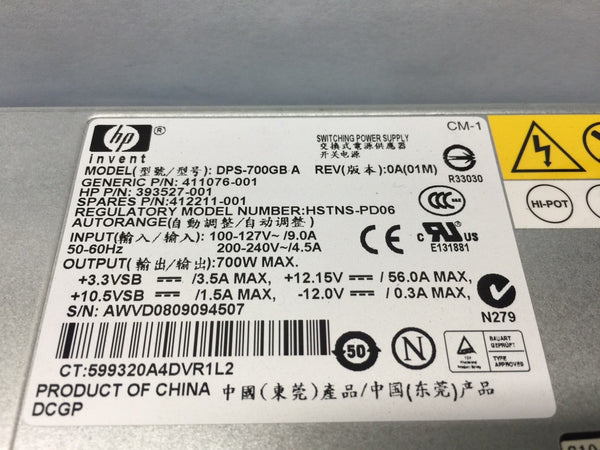 hp ®
invent
SWITCHING POWER SUPPLY
交換式電源供應器
开关电源
CM-1
MODEL(型號/型号): DPS-700GB A REV(版本):0A(01M)
R33030
GENERIC P/N: 411076-001
HP P/N: 393527-001
SPARES P/N: 412211-001
REGULATORY MODEL NUMBER:HSTNS-PD06
AUTORANGE(自動調整/自动调整)
INPUT(輸入/输入): 100-127V~/9.0A
50-60Hz 200-240V~/4.5A
CCC
CE
c UL US
E131881
OUTPUT(輸出/输出):700W MAX.
+3.3VSB ⎓ /3.5A MAX, +12.15V ⎓ / 56.0A MAX,
+10.5VSB ⎓ /1.5A MAX, -12.0V ⎓ / 0.3A MAX,
N279
S/N: AWVD0809094507
50
BAUART GEPRÜFT
TYPE APPROVED
CT:599320A4DVR1L2
PRODUCT OF CHINA 中國(東莞)產品/中国(东莞)产品
DCGP
HI-POT